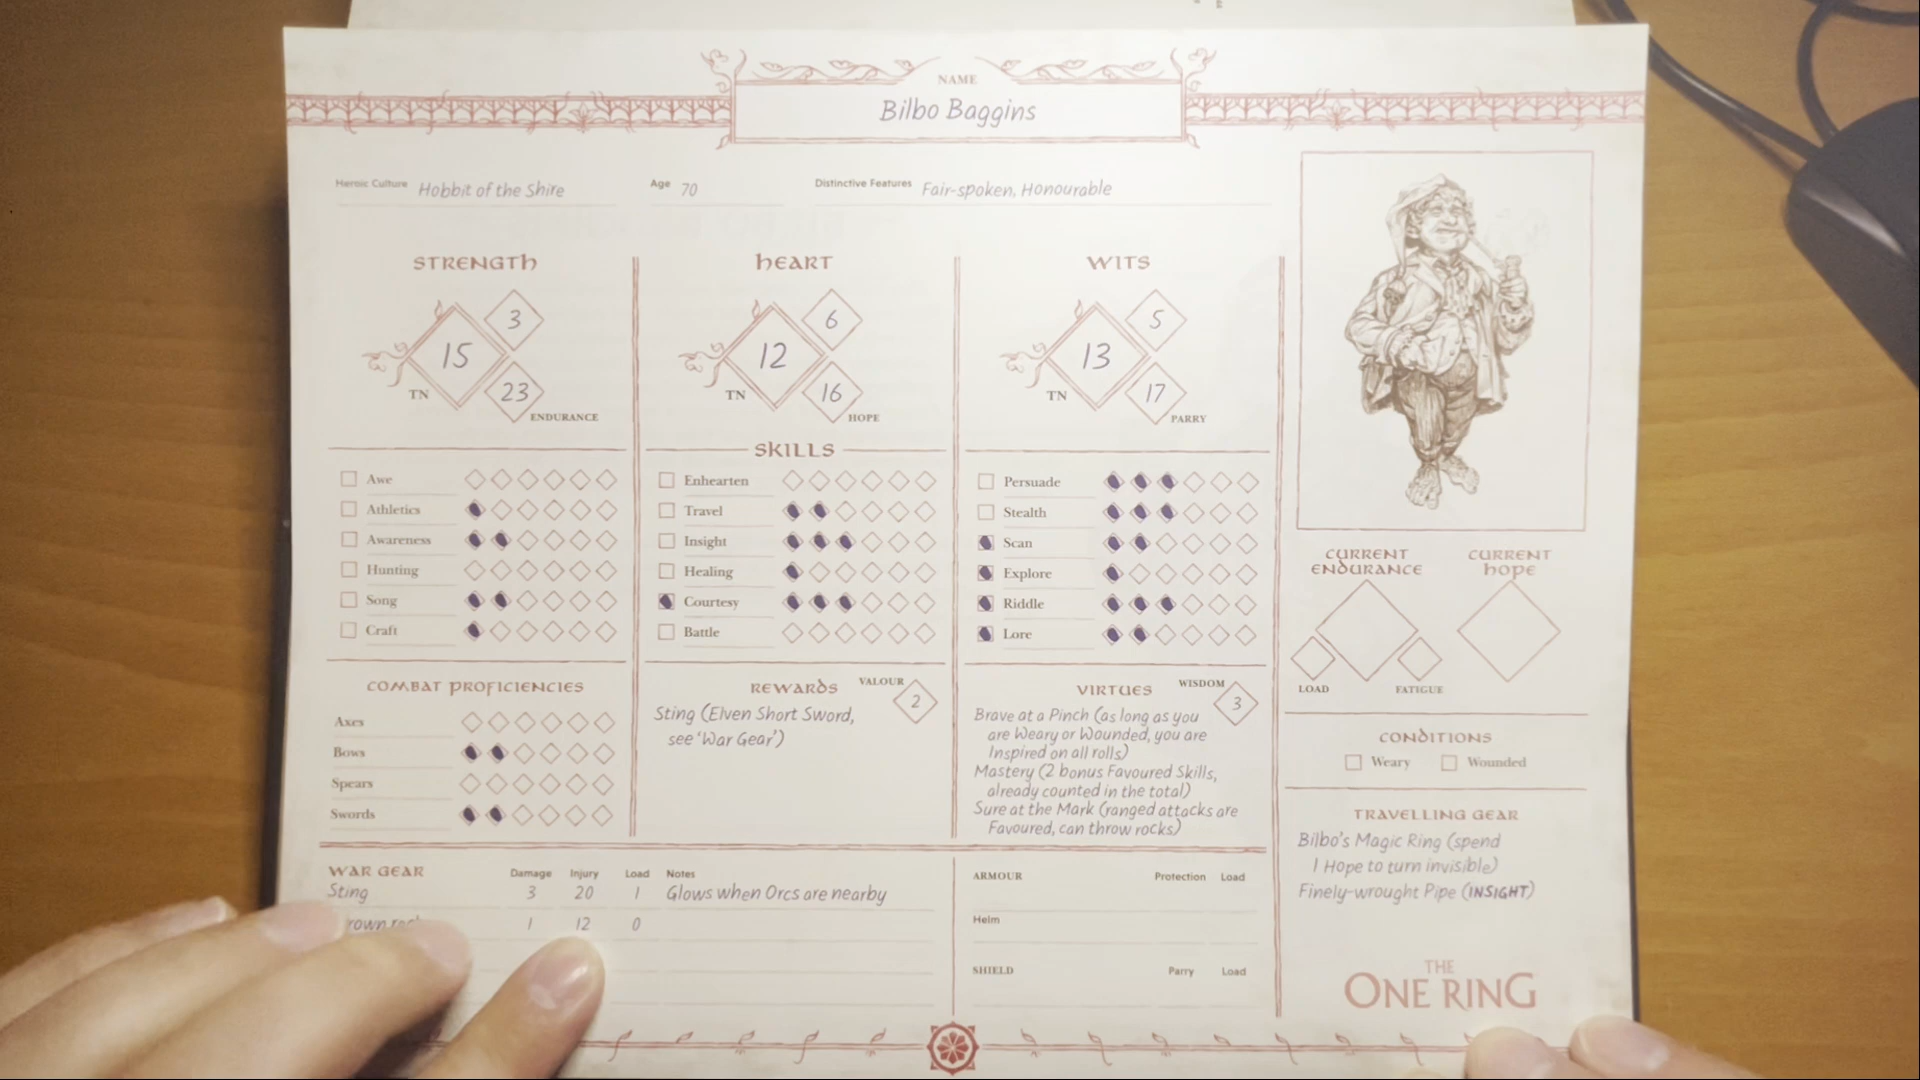 NAME
Bilbo Baggins
Heroic Culture Hobbit of the Shire
Age 70
Distinctive Features Fair-spoken, Honourable
STRENGTH
3
15
TN
23
ENDURANCE
HEART
6
12
TN
16
HOPE
WITS
5
13
TN
17
PARRY
SKILLS
Awe
Athletics
Awareness
Hunting
Song
Craft
Enhearten
Travel
Insight
Healing
Courtesy
Battle
Persuade
Stealth
Scan
Explore
Riddle
Lore
CURRENT
ENDURANCE
CURRENT
HOPE
LOAD
FATIGUE
COMBAT PROFICIENCIES
Axes
Bows
Spears
Swords
REWARDS
VALOUR
2
Sting (Elven Short Sword,
see 'War Gear')
VIRTUES
WISDOM
3
Brave at a Pinch (as long as you
are Weary or Wounded, you are
Inspired on all rolls)
Mastery (2 bonus Favoured Skills,
already counted in the total)
Sure at the Mark (ranged attacks are
Favoured, can throw rocks)
CONDITIONS
Weary
Wounded
TRAVELLING GEAR
Bilbo's Magic Ring (spend
1 Hope to turn invisible)
Finely-wrought Pipe (INSIGHT)
WAR GEAR Damage Injury Load Notes
Sting 3 20 1 Glows when Orcs are nearby
1 12 0
ARMOUR Protection Load
Helm
SHIELD Parry Load
THE
ONE RING